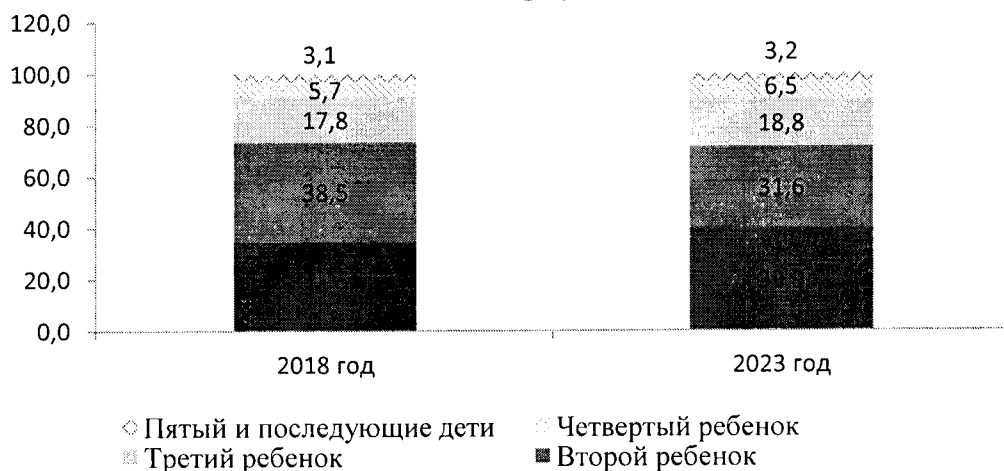 120,0
100,0
80,0
60,0
40,0
20,0
0,0
3,1
5,7
17,8
38,5
3,2
6,5
18,8
31,6
2018 год
2023 год
Пятый и последующие дети
Четвертый ребенок
Третий ребенок
Второй ребенок